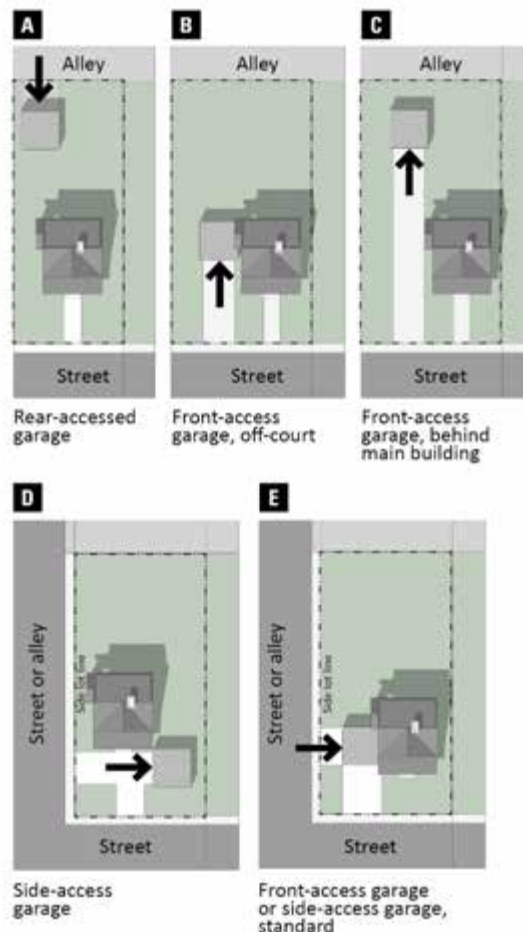 A
B
C
Alley
Alley
Alley
Street
Street
Street
Rear-accessed
garage
Front-access
garage, off-court
Front-access
garage, behind
main building
D
E
Street or alley
Side lot line
Street or alley
Side lot line
Street
Street
Side-access
garage
Front-access garage
or side-access garage,
standard